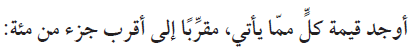 أوجد قيمة كلٍّ ممّا يأتي، مقرِّبًا إلى أقرب جزء من مئة: